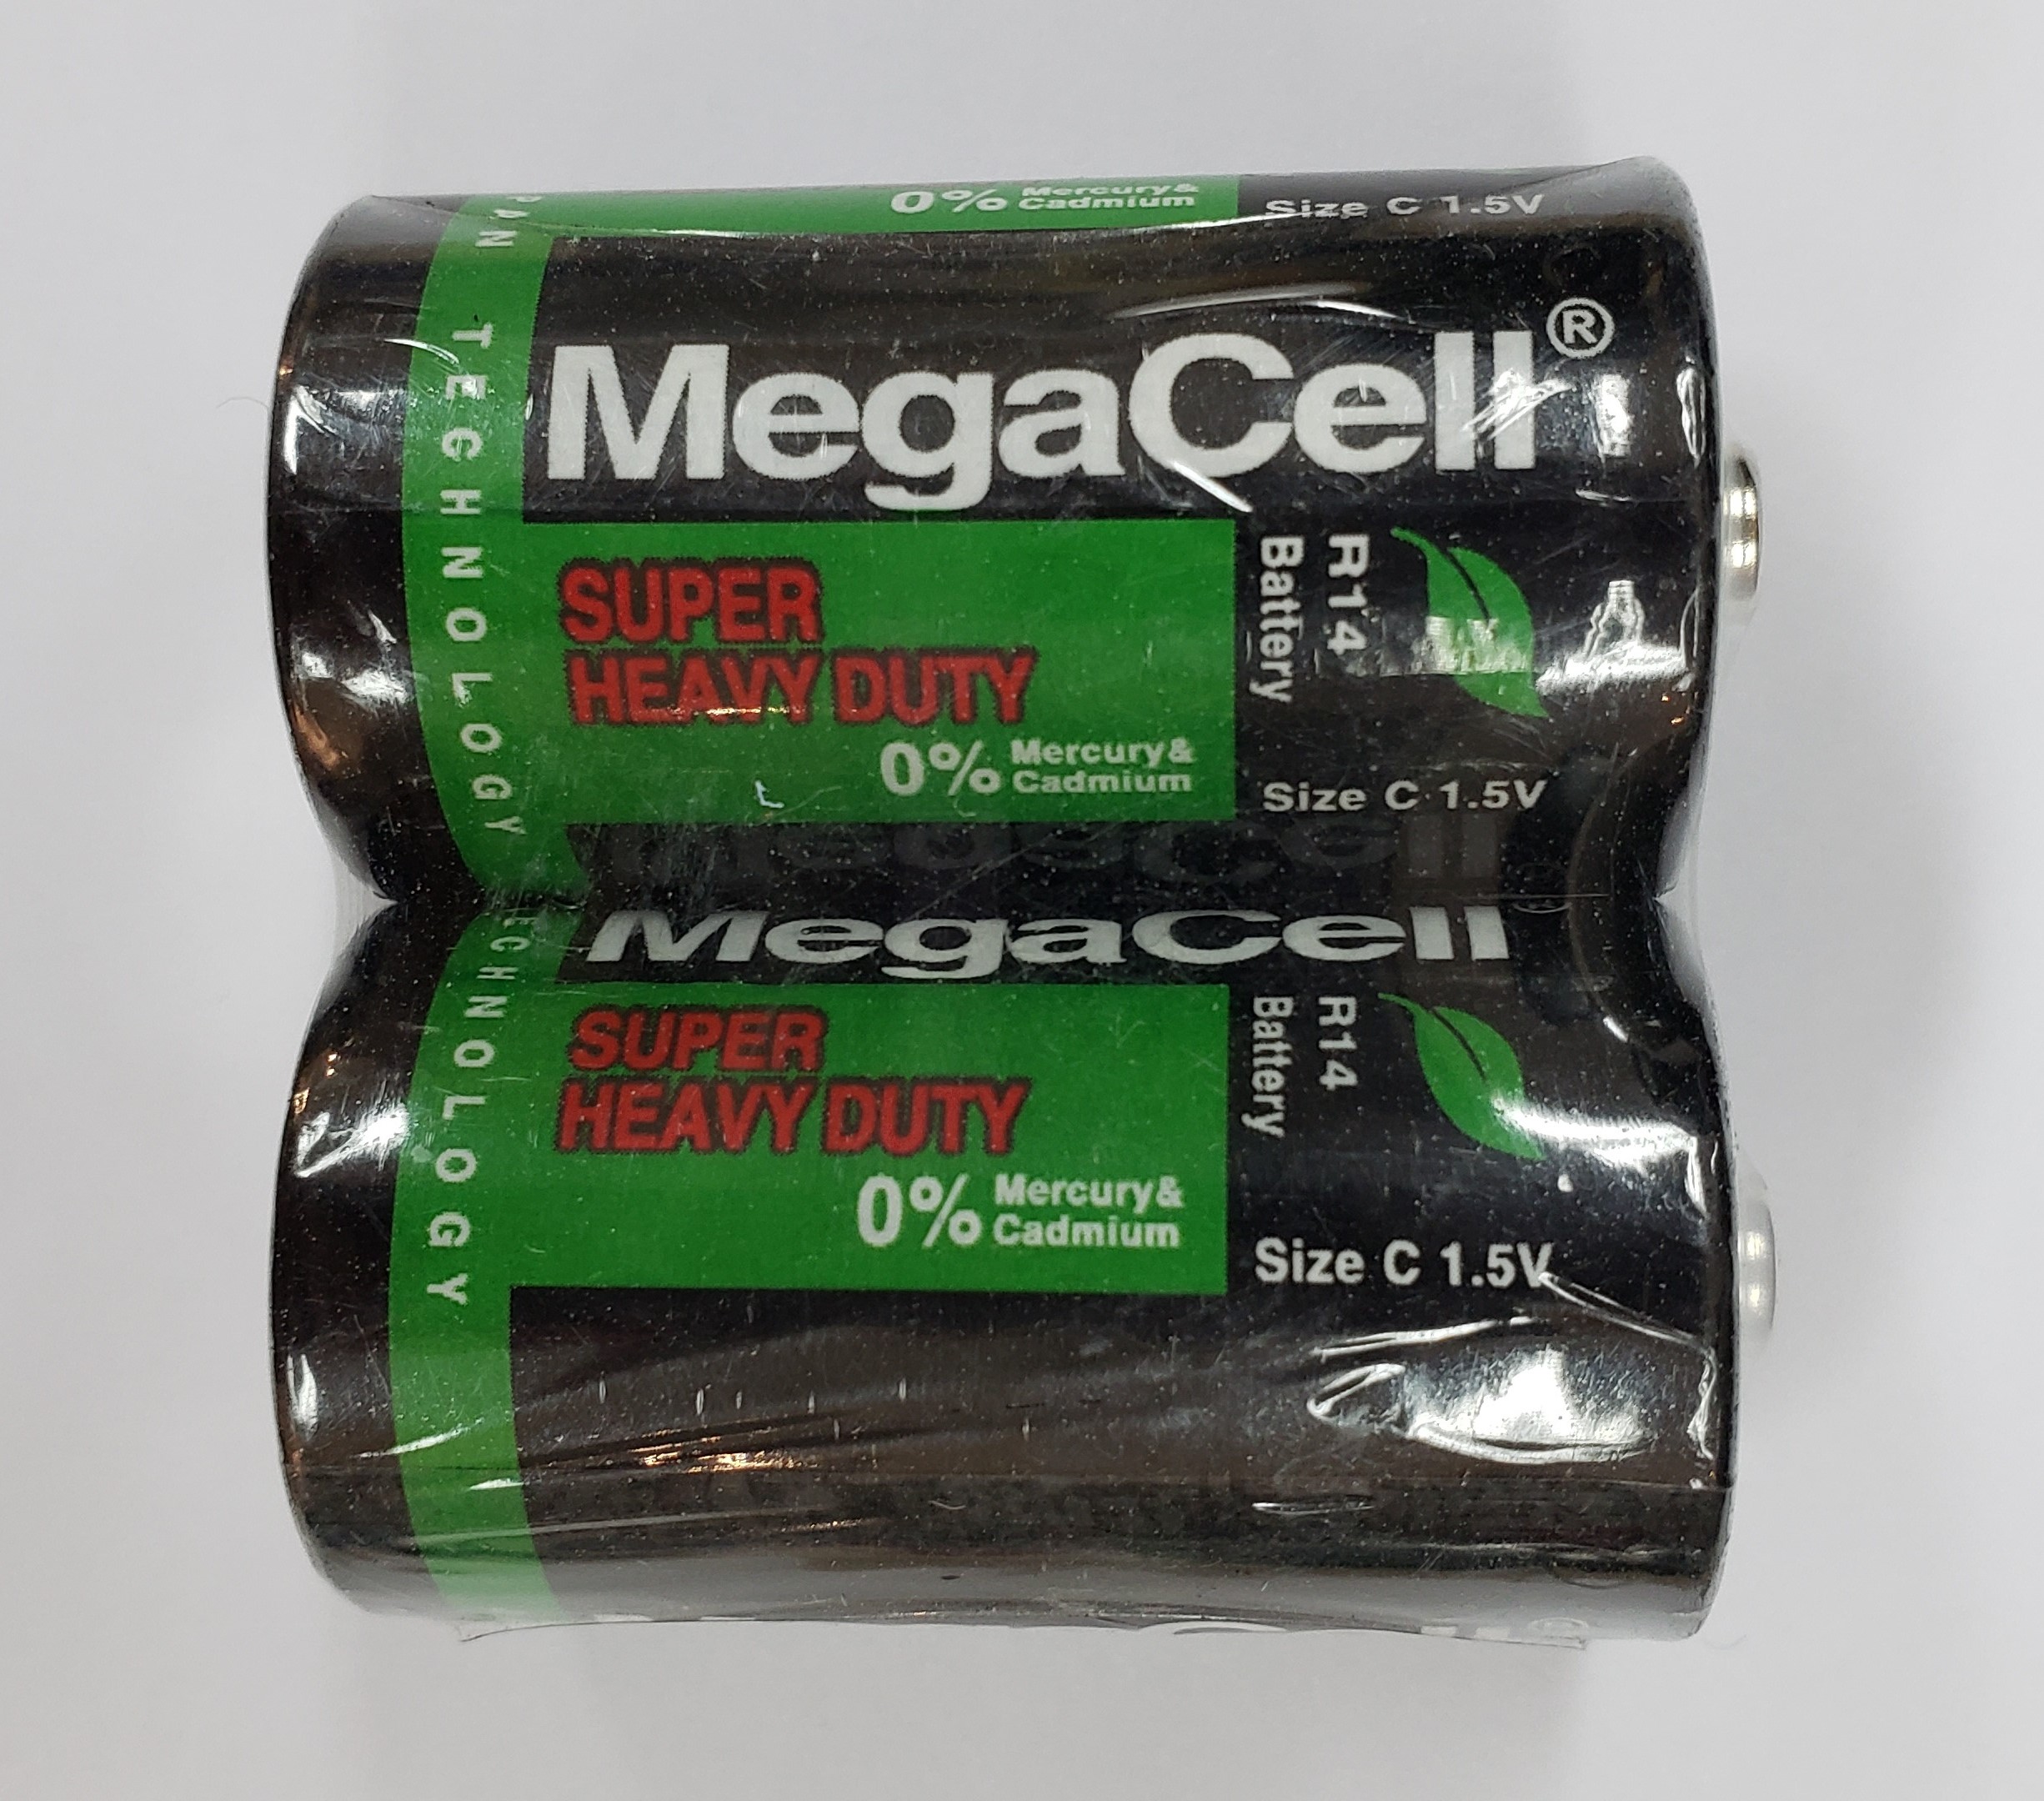 0% Mercury&
Cadmium
Size C 1.5V
MegaCell®
TECHNOLOGY
SUPER
HEAVY DUTY
0% Mercury&
Cadmium
R14
Battery
Size C 1.5V
MegaCell
SUPER
HEAVY DUTY
0% Mercury&
Cadmium
R14
Battery
Size C 1.5V